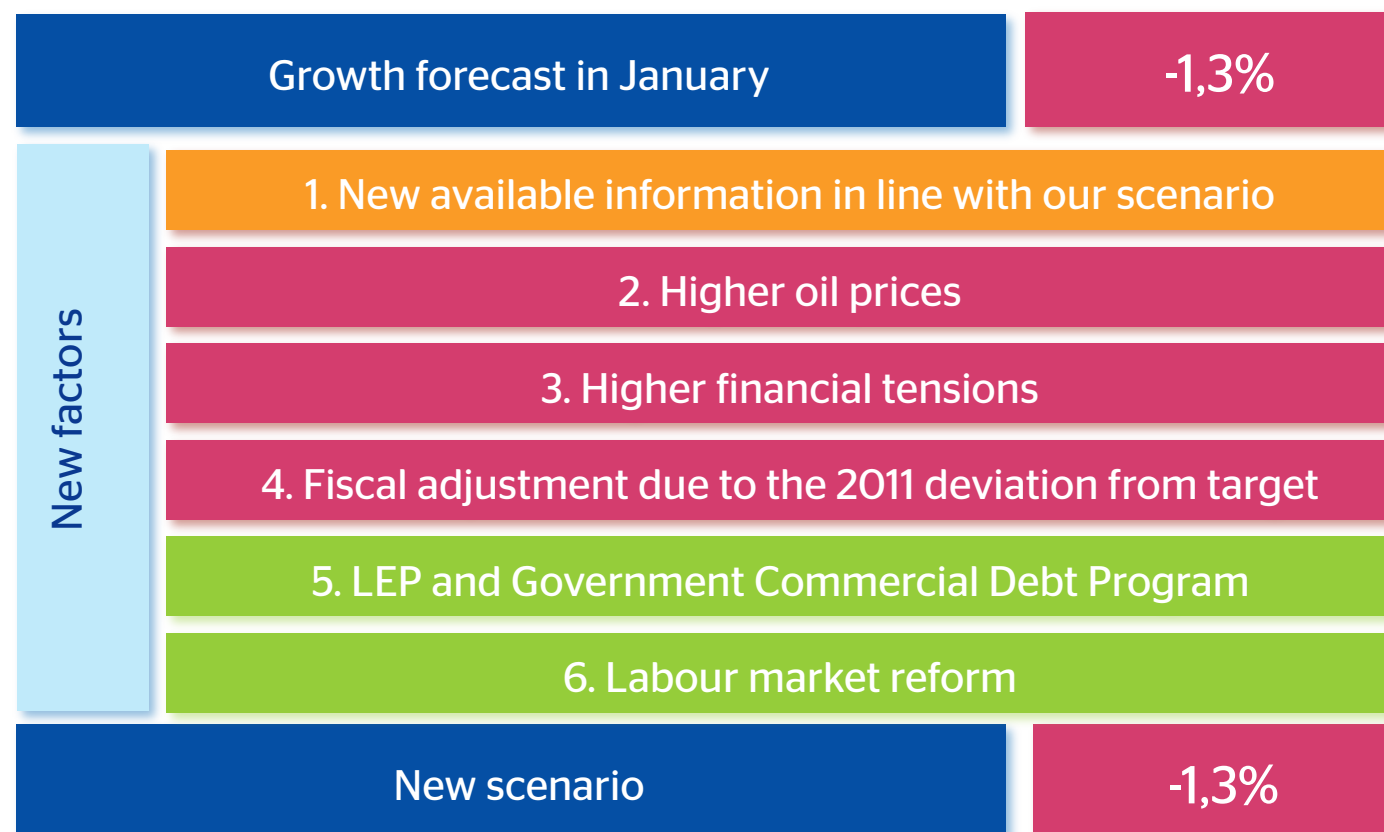 Growth forecast in January
-1,3%
New factors
1. New available information in line with our scenario
2. Higher oil prices
3. Higher financial tensions
4. Fiscal adjustment due to the 2011 deviation from target
5. LEP and Government Commercial Debt Program
6. Labour market reform
New scenario
-1,3%